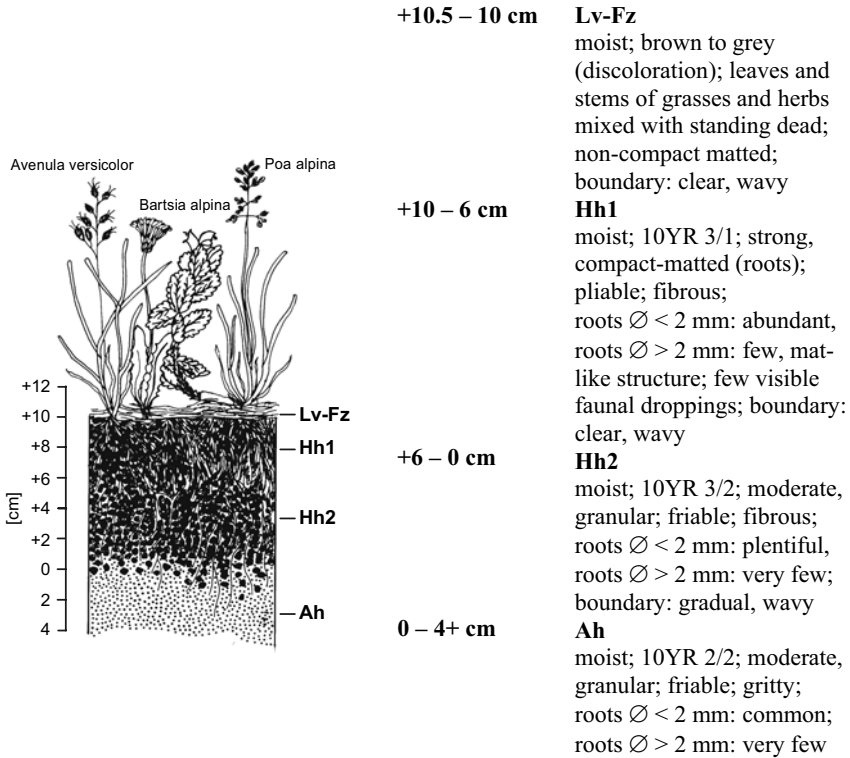 Avenula versicolor
Bartsia alpina
Poa alpina
[cm]
+12
+10
+8
+6
+4
+2
0
2
4
Lv-Fz
Hh1
Hh2
Ah
+10.5 – 10 cm
Lv-Fz
moist; brown to grey
(discoloration); leaves and
stems of grasses and herbs
mixed with standing dead;
non-compact matted;
boundary: clear, wavy
+10 – 6 cm
Hh1
moist; 10YR 3/1; strong,
compact-matted (roots);
pliable; fibrous;
roots ∅ < 2 mm: abundant,
roots ∅ > 2 mm: few, mat-
like structure; few visible
faunal droppings; boundary:
clear, wavy
+6 – 0 cm
Hh2
moist; 10YR 3/2; moderate,
granular; friable; fibrous;
roots ∅ < 2 mm: plentiful,
roots ∅ > 2 mm: very few;
boundary: gradual, wavy
0 – 4+ cm
Ah
moist; 10YR 2/2; moderate,
granular; friable; gritty;
roots ∅ < 2 mm: common;
roots ∅ > 2 mm: very few